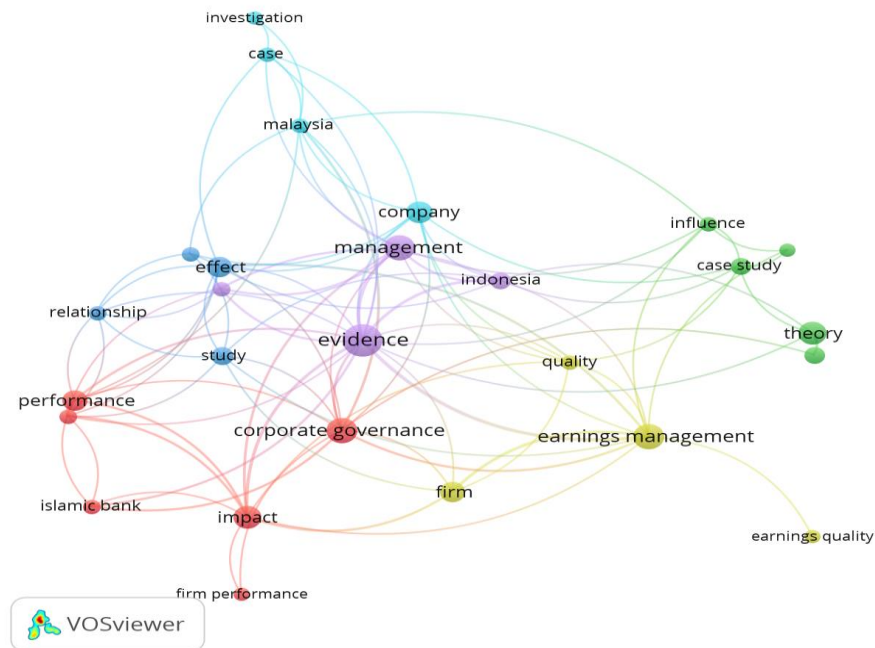 investigation
case
malaysia
company
influence
management
case study
effect
indonesia
relationship
theory
evidence
study
quality
performance
corporate governance
earnings management
firm
islamic bank
impact
earnings quality
firm performance
VOSviewer